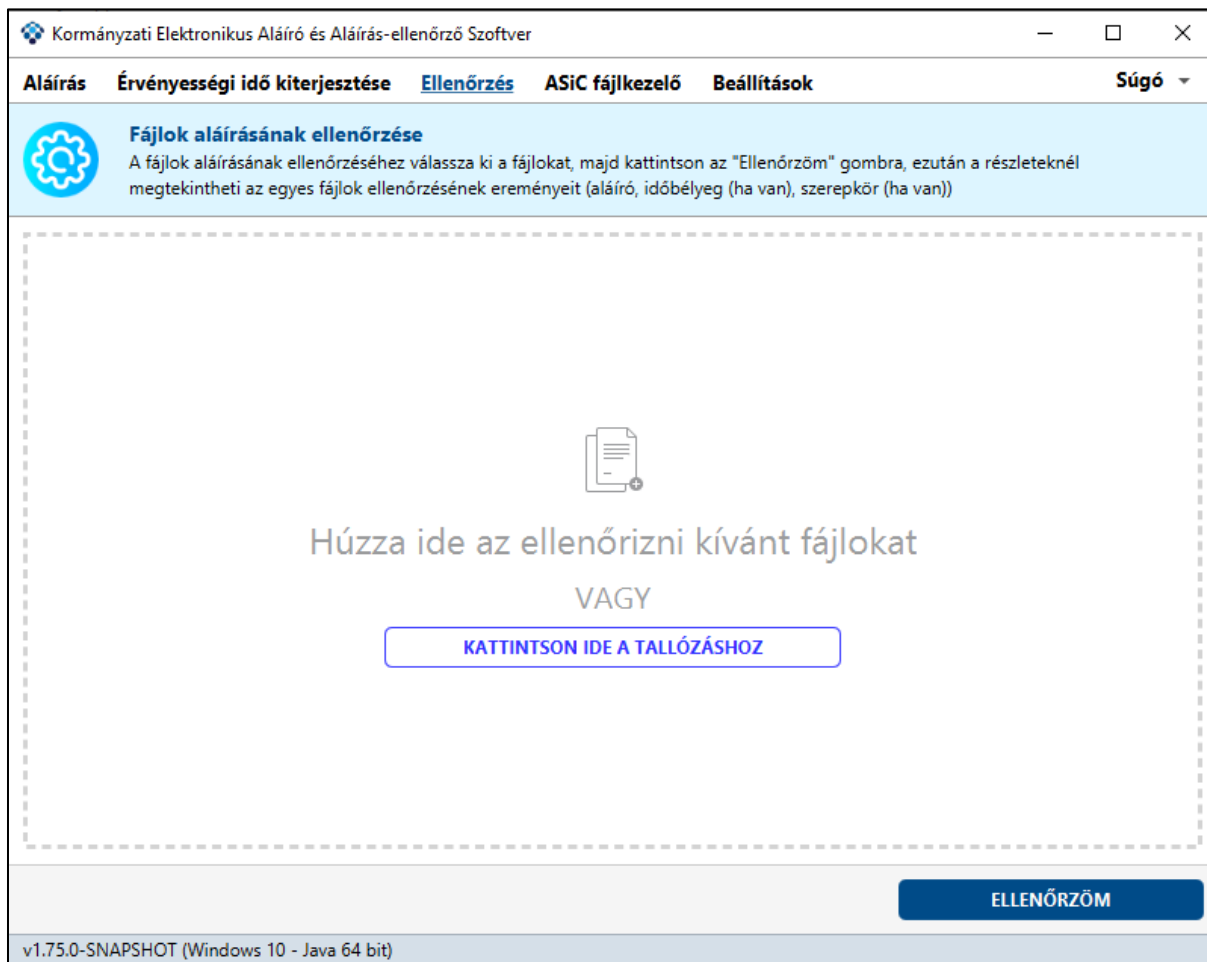 Kormányzati Elektronikus Aláíró és Aláírás-ellenőrző Szoftver
Aláírás Érvényességi idő kiterjesztése Ellenőrzés ASiC fájlkezelő Beállítások Súgó
Fájlok aláírásának ellenőrzése
A fájlok aláírásának ellenőrzéséhez válassza ki a fájlokat, majd kattintson az "Ellenőrzöm" gombra, ezután a részleteknél
megtekintheti az egyes fájlok ellenőrzésének ereményeit (aláíró, időbélyeg (ha van), szerepkör (ha van))
Húzza ide az ellenőrizni kívánt fájlokat
VAGY
KATTINTSON IDE A TALLÓZÁSHOZ
ELLENŐRZÖM
v1.75.0-SNAPSHOT (Windows 10 - Java 64 bit)